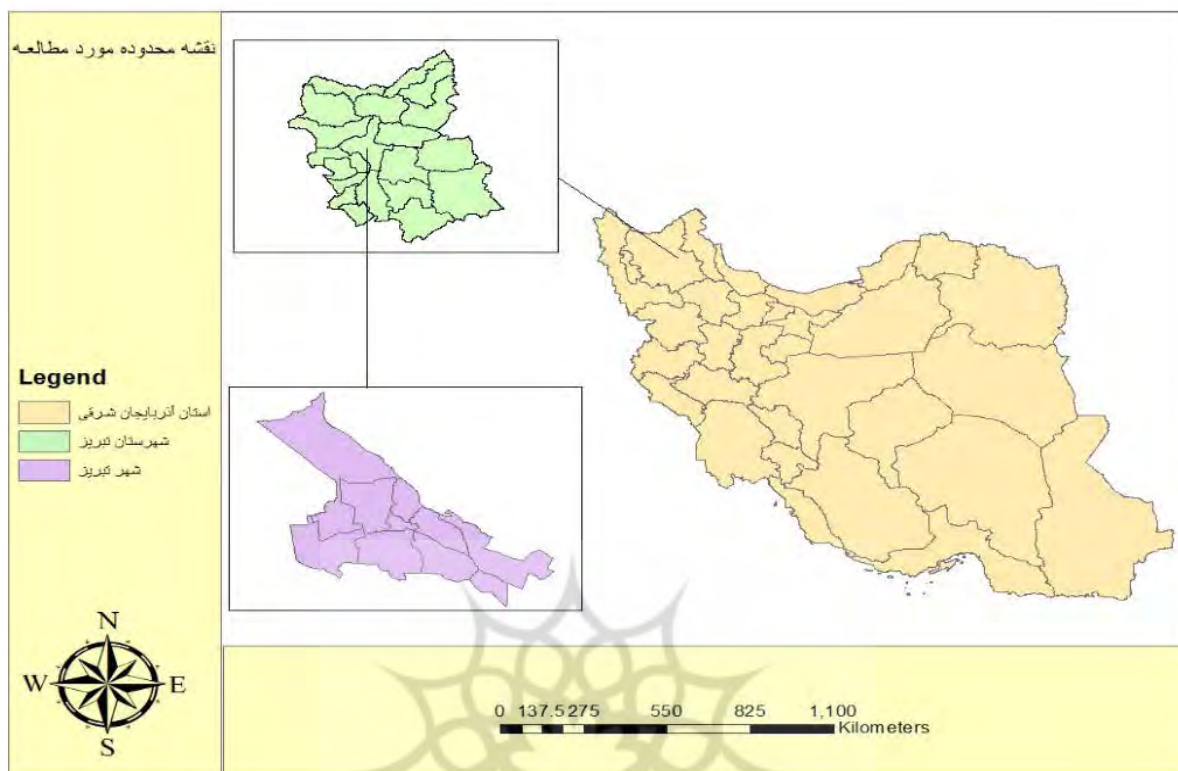 نقشه محدوده مورد مطالعه
Legend
استان آذربایجان شرقی
شهرستان تبریز
شهر تبریز
N
W E
S
0 137.5 275 550 825 1,100
Kilometers